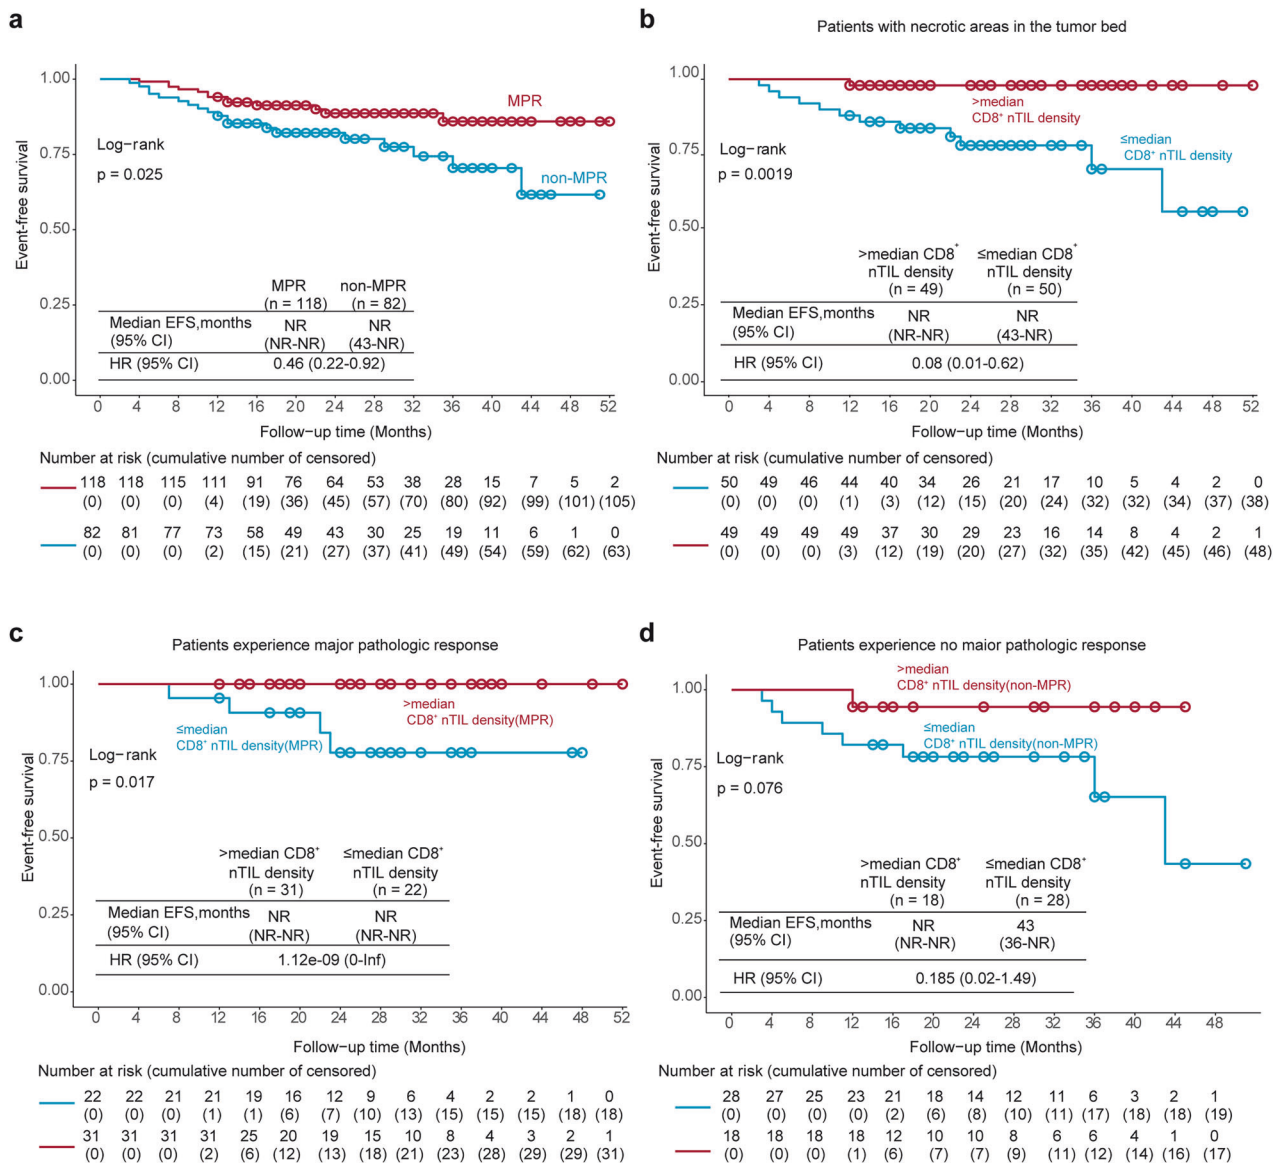 a
1.00
0.75
0.50
0.25
0.00
Event-free survival
MPR
non-MPR
Log−rank
p = 0.025
MPR non-MPR
(n = 118) (n = 82)
Median EFS,months NR NR
(95% CI) (NR-NR) (43-NR)
HR (95% CI) 0.46 (0.22-0.92)
0 4 8 12 16 20 24 28 32 36 40 44 48 52
Follow−up time (Months)
Number at risk (cumulative number of censored)
118 118 115 111 91 76 64 53 38 28 15 7 5 2
(0) (0) (0) (4) (19) (36) (45) (57) (70) (80) (92) (99) (101) (105)
82 81 77 73 58 49 43 30 25 19 11 6 1 0
(0) (0) (0) (2) (15) (21) (27) (37) (41) (49) (54) (59) (62) (63)
b
Patients with necrotic areas in the tumor bed
1.00
0.75
0.50
0.25
0.00
Event-free survival
>median
CD8⁺ nTIL density
≤median
CD8⁺ nTIL density
Log−rank
p = 0.0019
>median CD8⁺ ≤median CD8⁺
nTIL density nTIL density
(n = 49) (n = 50)
Median EFS,months NR NR
(95% CI) (NR-NR) (43-NR)
HR (95% CI) 0.08 (0.01-0.62)
0 4 8 12 16 20 24 28 32 36 40 44 48 52
Follow−up time (Months)
Number at risk (cumulative number of censored)
50 49 46 44 40 34 26 21 17 10 5 4 2 0
(0) (0) (0) (1) (3) (12) (15) (20) (24) (32) (32) (34) (37) (38)
49 49 49 49 37 30 29 23 16 14 8 4 2 1
(0) (0) (0) (3) (12) (19) (20) (27) (32) (35) (42) (45) (46) (48)
c
Patients experience major pathologic response
1.00
0.75
0.50
0.25
0.00
Event-free survival
>median
CD8⁺ nTIL density(MPR)
≤median
CD8⁺ nTIL density(MPR)
Log−rank
p = 0.017
>median CD8⁺ ≤median CD8⁺
nTIL density nTIL density
(n = 31) (n = 22)
Median EFS,months NR NR
(95% CI) (NR-NR) (NR-NR)
HR (95% CI) 1.12e-09 (0-Inf)
0 4 8 12 16 20 24 28 32 36 40 44 48 52
Follow−up time (Months)
Number at risk (cumulative number of censored)
22 22 21 21 19 16 12 9 6 4 2 2 1 0
(0) (0) (0) (1) (1) (6) (7) (10) (13) (15) (15) (15) (18) (18)
31 31 31 31 25 20 19 15 10 8 4 3 2 1
(0) (0) (0) (2) (6) (12) (13) (18) (21) (23) (28) (29) (29) (31)
d
Patients experience no maior pathologic response
1.00
0.75
0.50
0.25
0.00
Event-free survival
>median
CD8⁺ nTIL density(non-MPR)
≤median
CD8⁺ nTIL density(non-MPR)
Log−rank
p = 0.076
>median CD8⁺ ≤median CD8⁺
nTIL density nTIL density
(n = 18) (n = 28)
Median EFS,months NR 43
(95% CI) (NR-NR) (36-NR)
HR (95% CI) 0.185 (0.02-1.49)
0 4 8 12 16 20 24 28 32 36 40 44 48
Follow−up time (Months)
Number at risk (cumulative number of censored)
28 27 25 23 21 18 14 12 11 6 3 2 1
(0) (0) (0) (0) (2) (6) (8) (10) (11) (17) (18) (18) (19)
18 18 18 18 12 10 10 8 6 6 4 1 0
(0) (0) (0) (1) (6) (7) (7) (9) (11) (12) (14) (16) (17)